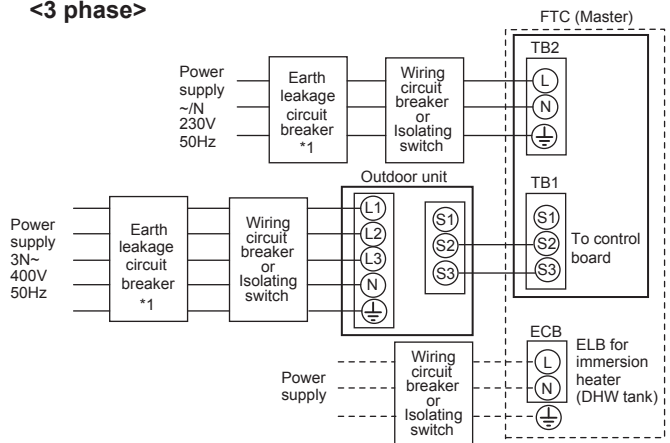 <3 phase>
FTC (Master)
TB2
Power
supply
~/N
230V
50Hz
Earth
leakage
circuit
breaker
*1
Wiring
circuit
breaker
or
Isolating
switch
L
N
Outdoor unit
TB1
Power
supply
3N~
400V
50Hz
Earth
leakage
circuit
breaker
*1
Wiring
circuit
breaker
or
Isolating
switch
L1
L2
L3
N
S1
S2
S3
S1
S2
S3
To control
board
ECB
Power
supply
Wiring
circuit
breaker
or
Isolating
switch
L
N
ELB for
immersion
heater
(DHW tank)